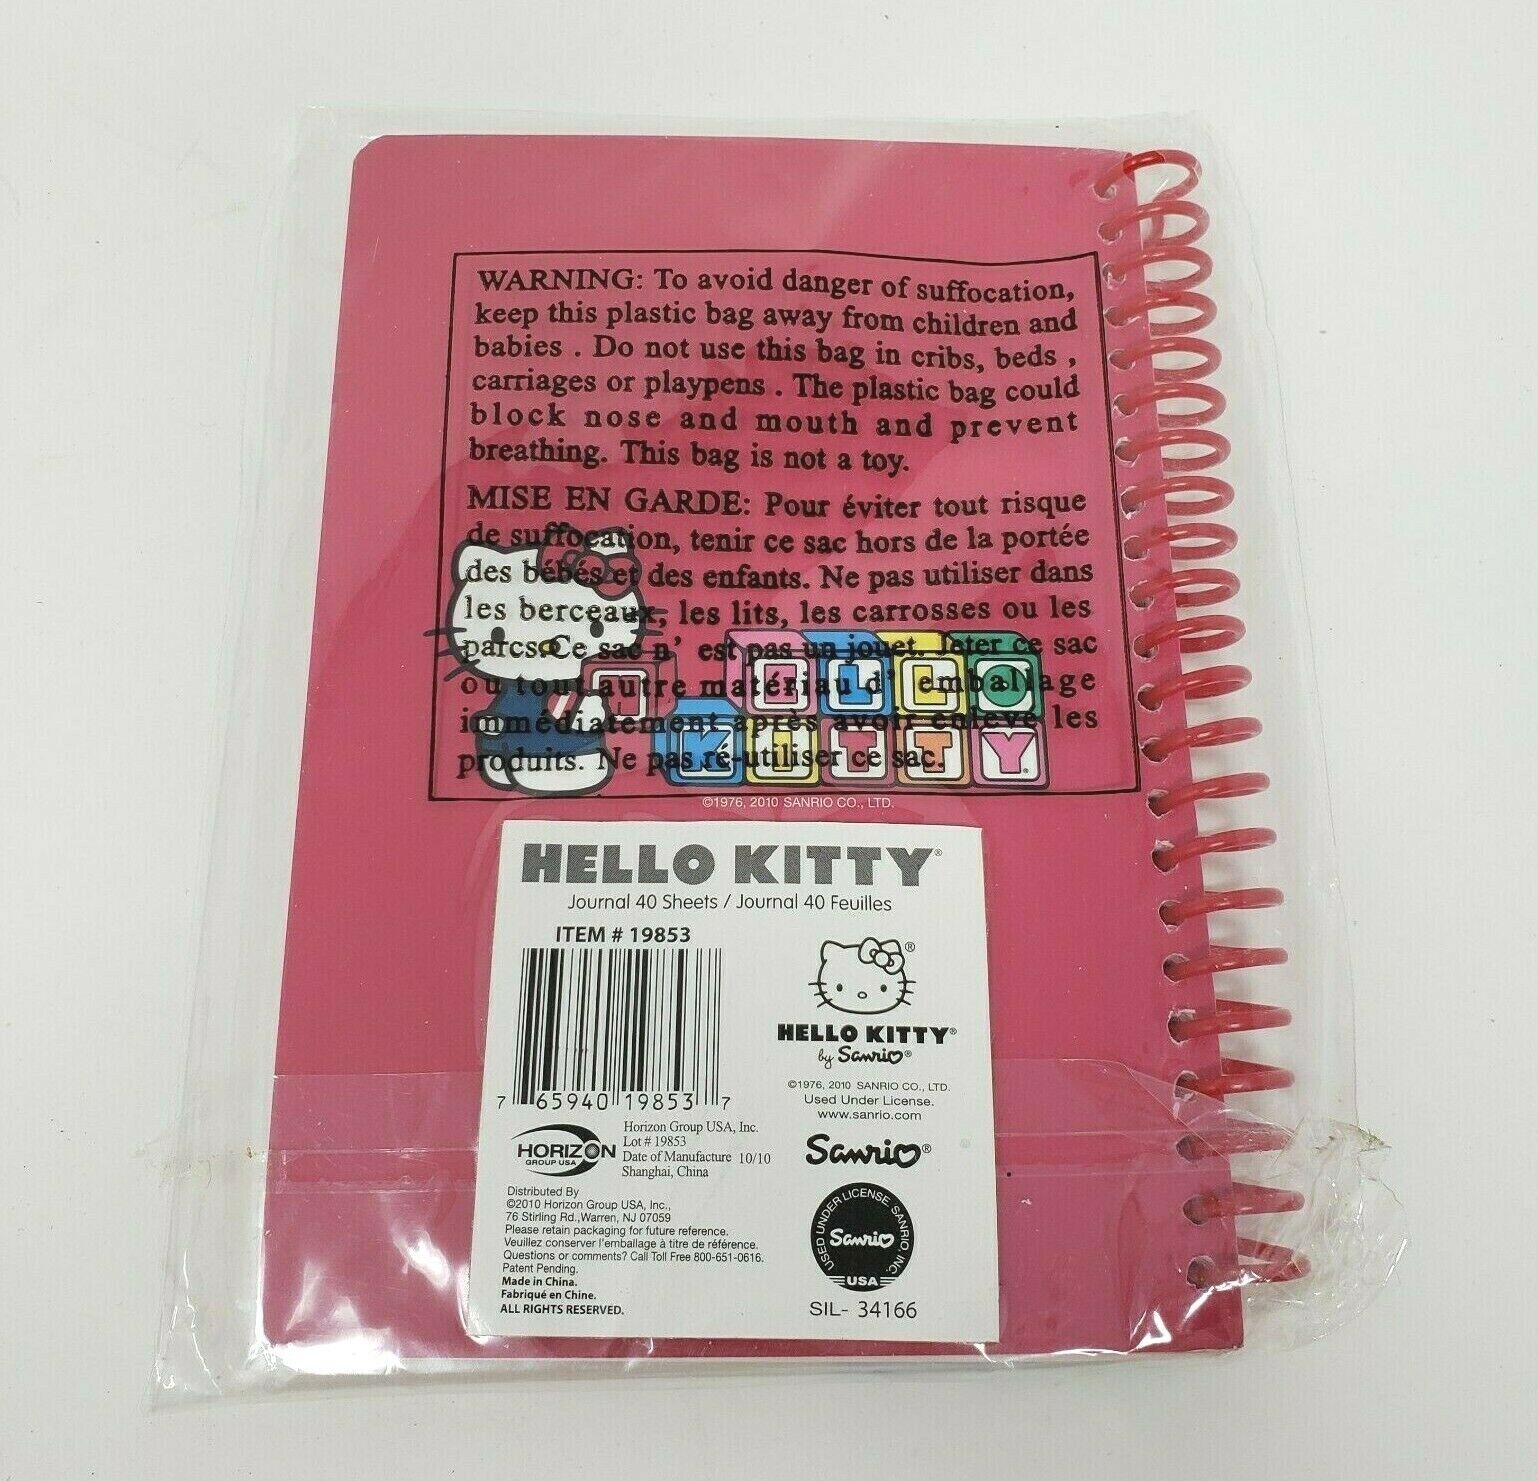 WARNING: To avoid danger of suffocation,
keep this plastic bag away from children and
babies . Do not use this bag in cribs, beds ,
carriages or playpens . The plastic bag could
block nose and mouth and prevent
breathing. This bag is not a toy.
MISE EN GARDE: Pour éviter tout risque
de suffocation, tenir ce sac hors de la portée
des bébés et des enfants. Ne pas utiliser dans
les berceaux, les lits, les carrosses ou les
parcs.Ce sac n' est pas un jouet. Jeter ce sac
ou tout autre matériau d' emballage
immédiatement après avoir enlevé les
produits. Ne pas ré-utiliser ce sac.
HELLO
KITTY®
©1976, 2010 SANRIO CO., LTD.
HELLO KITTY®
Journal 40 Sheets / Journal 40 Feuilles
ITEM # 19853
7 65940 19853 7
HORIZON
GROUP USA
Horizon Group USA, Inc.
Lot # 19853
Date of Manufacture 10/10
Shanghai, China
Distributed By
©2010 Horizon Group USA, Inc.,
76 Stirling Rd.,Warren, NJ 07059
Please retain packaging for future reference.
Veuillez conserver l'emballage à titre de référence.
Questions or comments? Call Toll Free 800-651-0616.
Patent Pending.
Made in China.
Fabriqué en Chine.
ALL RIGHTS RESERVED.
®
HELLO KITTY®
by Sanrio®
©1976, 2010 SANRIO CO., LTD.
Used Under License.
www.sanrio.com
Sanrio®
USED UNDER LICENSE SANRIO, INC.
Sanrio
USA
SIL- 34166